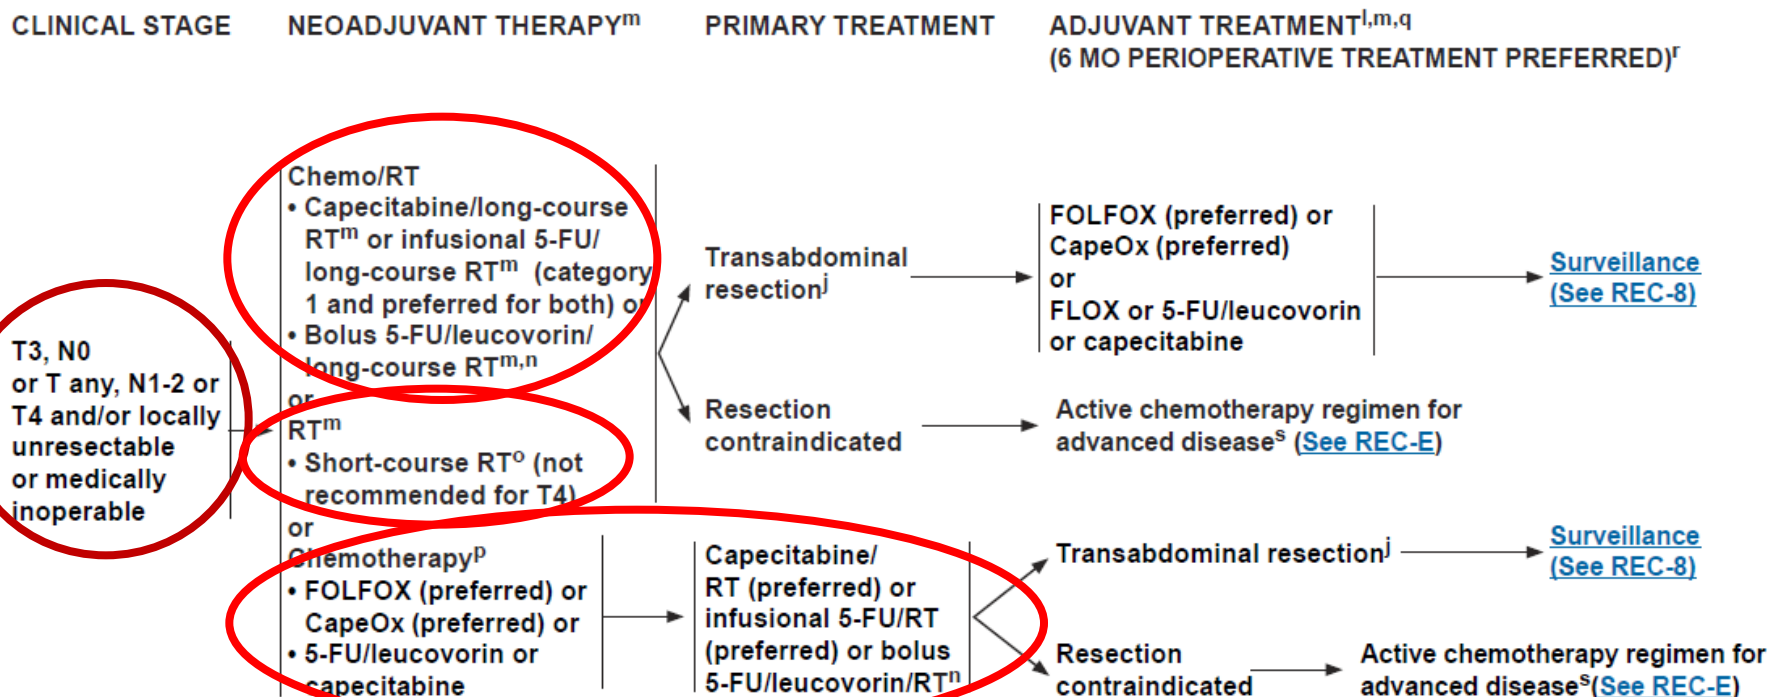 CLINICAL STAGE
NEOADJUVANT THERAPYm
PRIMARY TREATMENT
ADJUVANT TREATMENTl,m,q
(6 MO PERIOPERATIVE TREATMENT PREFERRED)r
T3, N0
or T any, N1-2 or
T4 and/or locally
unresectable
or medically
inoperable
Chemo/RT
• Capecitabine/long-course
RTm or infusional 5-FU/
long-course RTm (category
1 and preferred for both) or
• Bolus 5-FU/leucovorin/
long-course RTm,n
or
RTm
• Short-course RTo (not
recommended for T4)
or
Chemotherapyp
• FOLFOX (preferred) or
CapeOx (preferred) or
• 5-FU/leucovorin or
capecitabine
Transabdominal
resectionj
FOLFOX (preferred) or
CapeOx (preferred)
or
FLOX or 5-FU/leucovorin
or capecitabine
Surveillance
(See REC-8)
Resection
contraindicated
Active chemotherapy regimen for
advanced diseases (See REC-E)
Capecitabine/
RT (preferred) or
infusional 5-FU/RT
(preferred) or bolus
5-FU/leucovorin/RTn
Transabdominal resectionj
Surveillance
(See REC-8)
Resection
contraindicated
Active chemotherapy regimen for
advanced diseases(See REC-E)